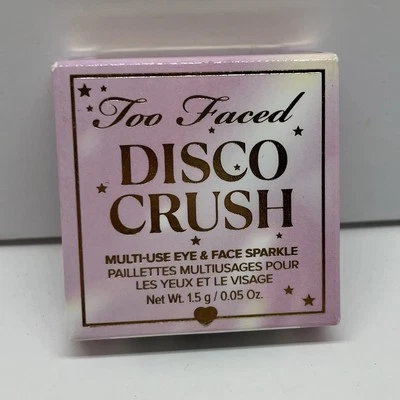 Too Faced
DISCO
CRUSH
MULTI-USE EYE & FACE SPARKLE
PAILLETTES MULTIUSAGES POUR
LES YEUX ET LE VISAGE
Net Wt. 1.5 g / 0.05 Oz.